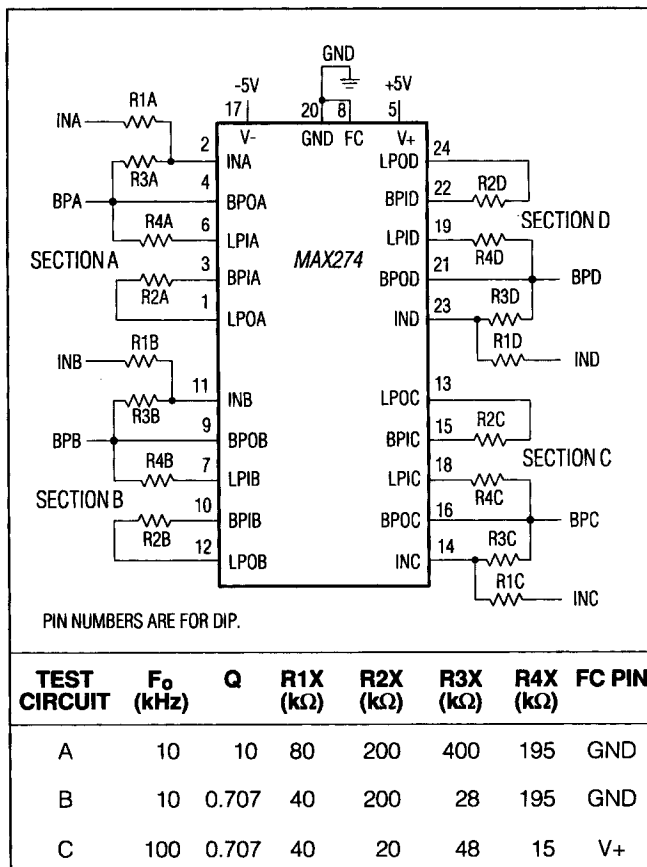 GND
-5V
+5V
17
20
8
5
V-
GND
FC
V+
MAX274
INA
R1A
2
INA
R3A
4
BPA
BPOA
R4A
6
LPIA
SECTION A
3
BPIA
R2A
1
LPOA
R1B
INB
11
INB
R3B
9
BPB
BPOB
R4B
7
LPIB
SECTION B
10
BPIB
R2B
12
LPOB
LPOD
24
BPID
22
R2D
SECTION D
LPID
19
R4D
BPOD
21
BPD
IND
23
R3D
R1D
IND
LPOC
13
BPIC
15
R2C
SECTION C
LPIC
18
R4C
BPOC
16
BPC
INC
14
R3C
R1C
INC
PIN NUMBERS ARE FOR DIP.
TEST CIRCUIT Fo (kHz) Q R1X (kΩ) R2X (kΩ) R3X (kΩ) R4X (kΩ) FC PIN
A 10 10 80 200 400 195 GND
B 10 0.707 40 200 28 195 GND
C 100 0.707 40 20 48 15 V+